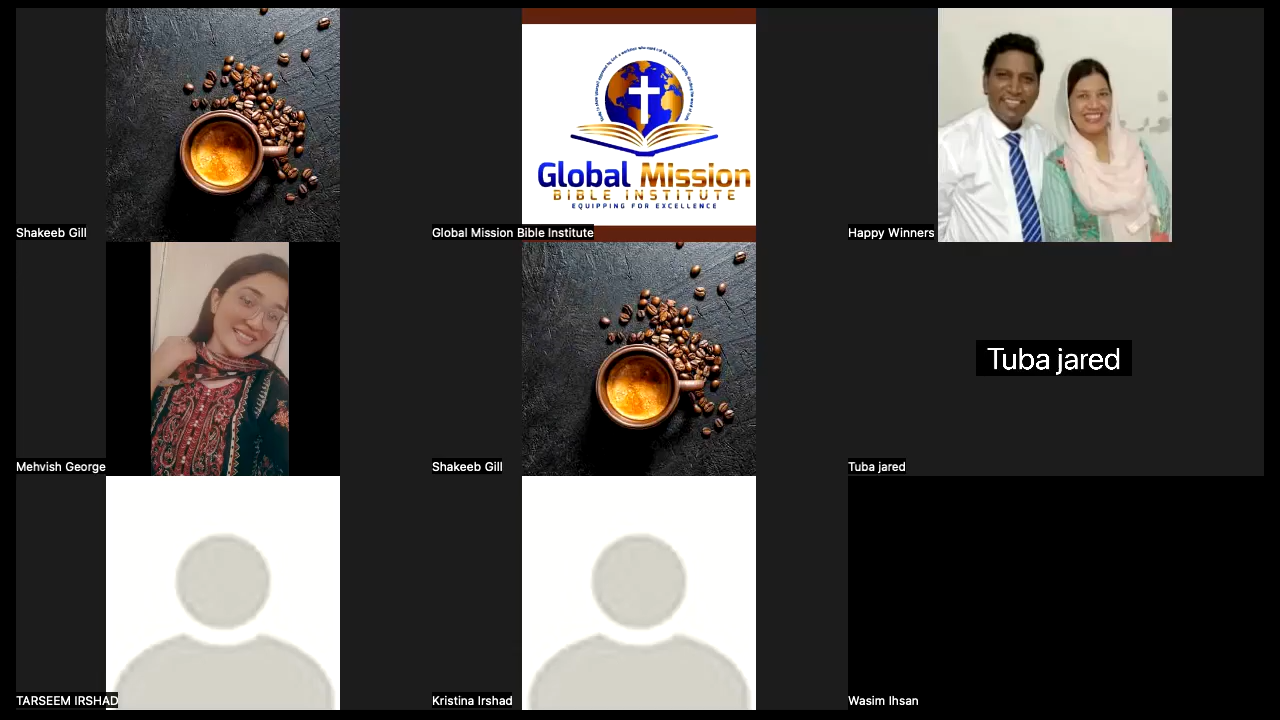 Shakeeb Gill
Global Mission
BIBLE INSTITUTE
EQUIPPING FOR EXCELLENCE
Global Mission Bible Institute
Happy Winners
Mehvish George
Shakeeb Gill
Tuba jared
Tuba jared
TARSEEM IRSHAD
Kristina Irshad
Wasim Ihsan